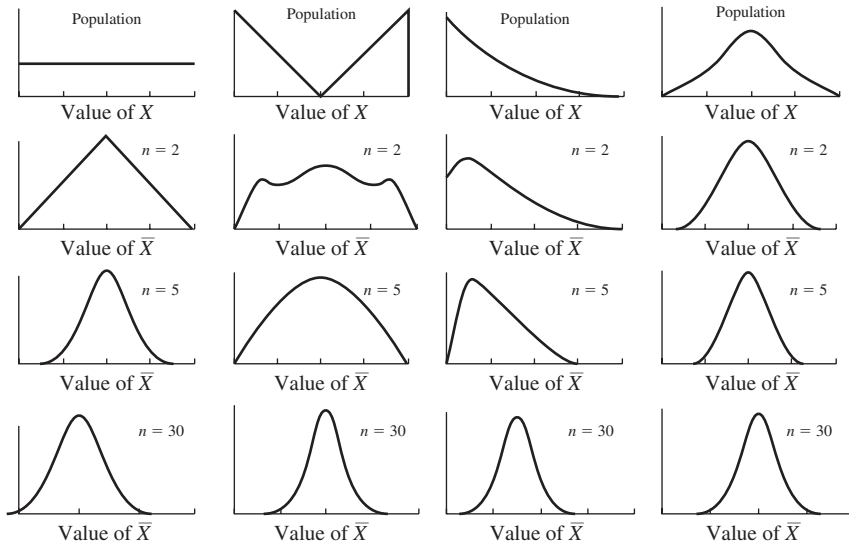 Population Population Population Population
Value of X Value of X Value of X Value of X
n = 2 n = 2 n = 2 n = 2
Value of X̅ Value of X̅ Value of X̅ Value of X̅
n = 5 n = 5 n = 5 n = 5
Value of X̅ Value of X̅ Value of X̅ Value of X̅
n = 30 n = 30 n = 30 n = 30
Value of X̅ Value of X̅ Value of X̅ Value of X̅